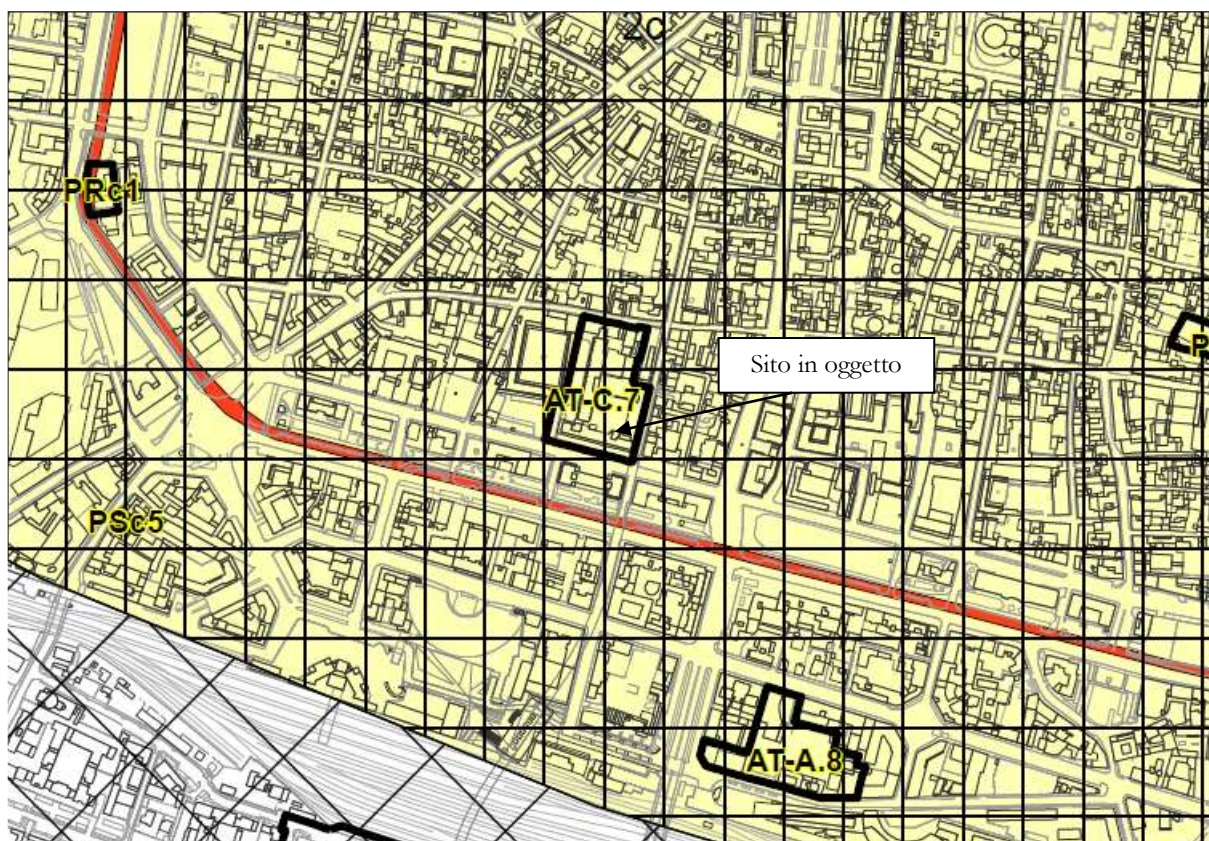 2c
PRc1
Sito in oggetto
P
AT-C.7
PSc5
AT-A.8